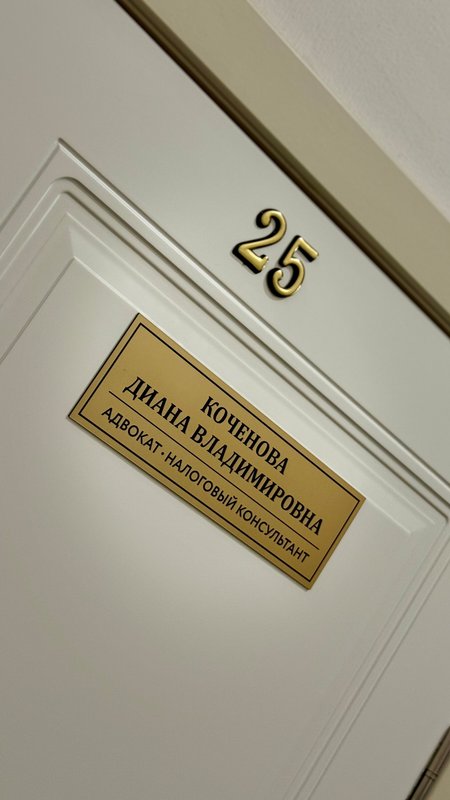 25
КОЧЕНОВА
ДИАНА ВЛАДИМИРОВНА
АДВОКАТ • НАЛОГОВЫЙ КОНСУЛЬТАНТ